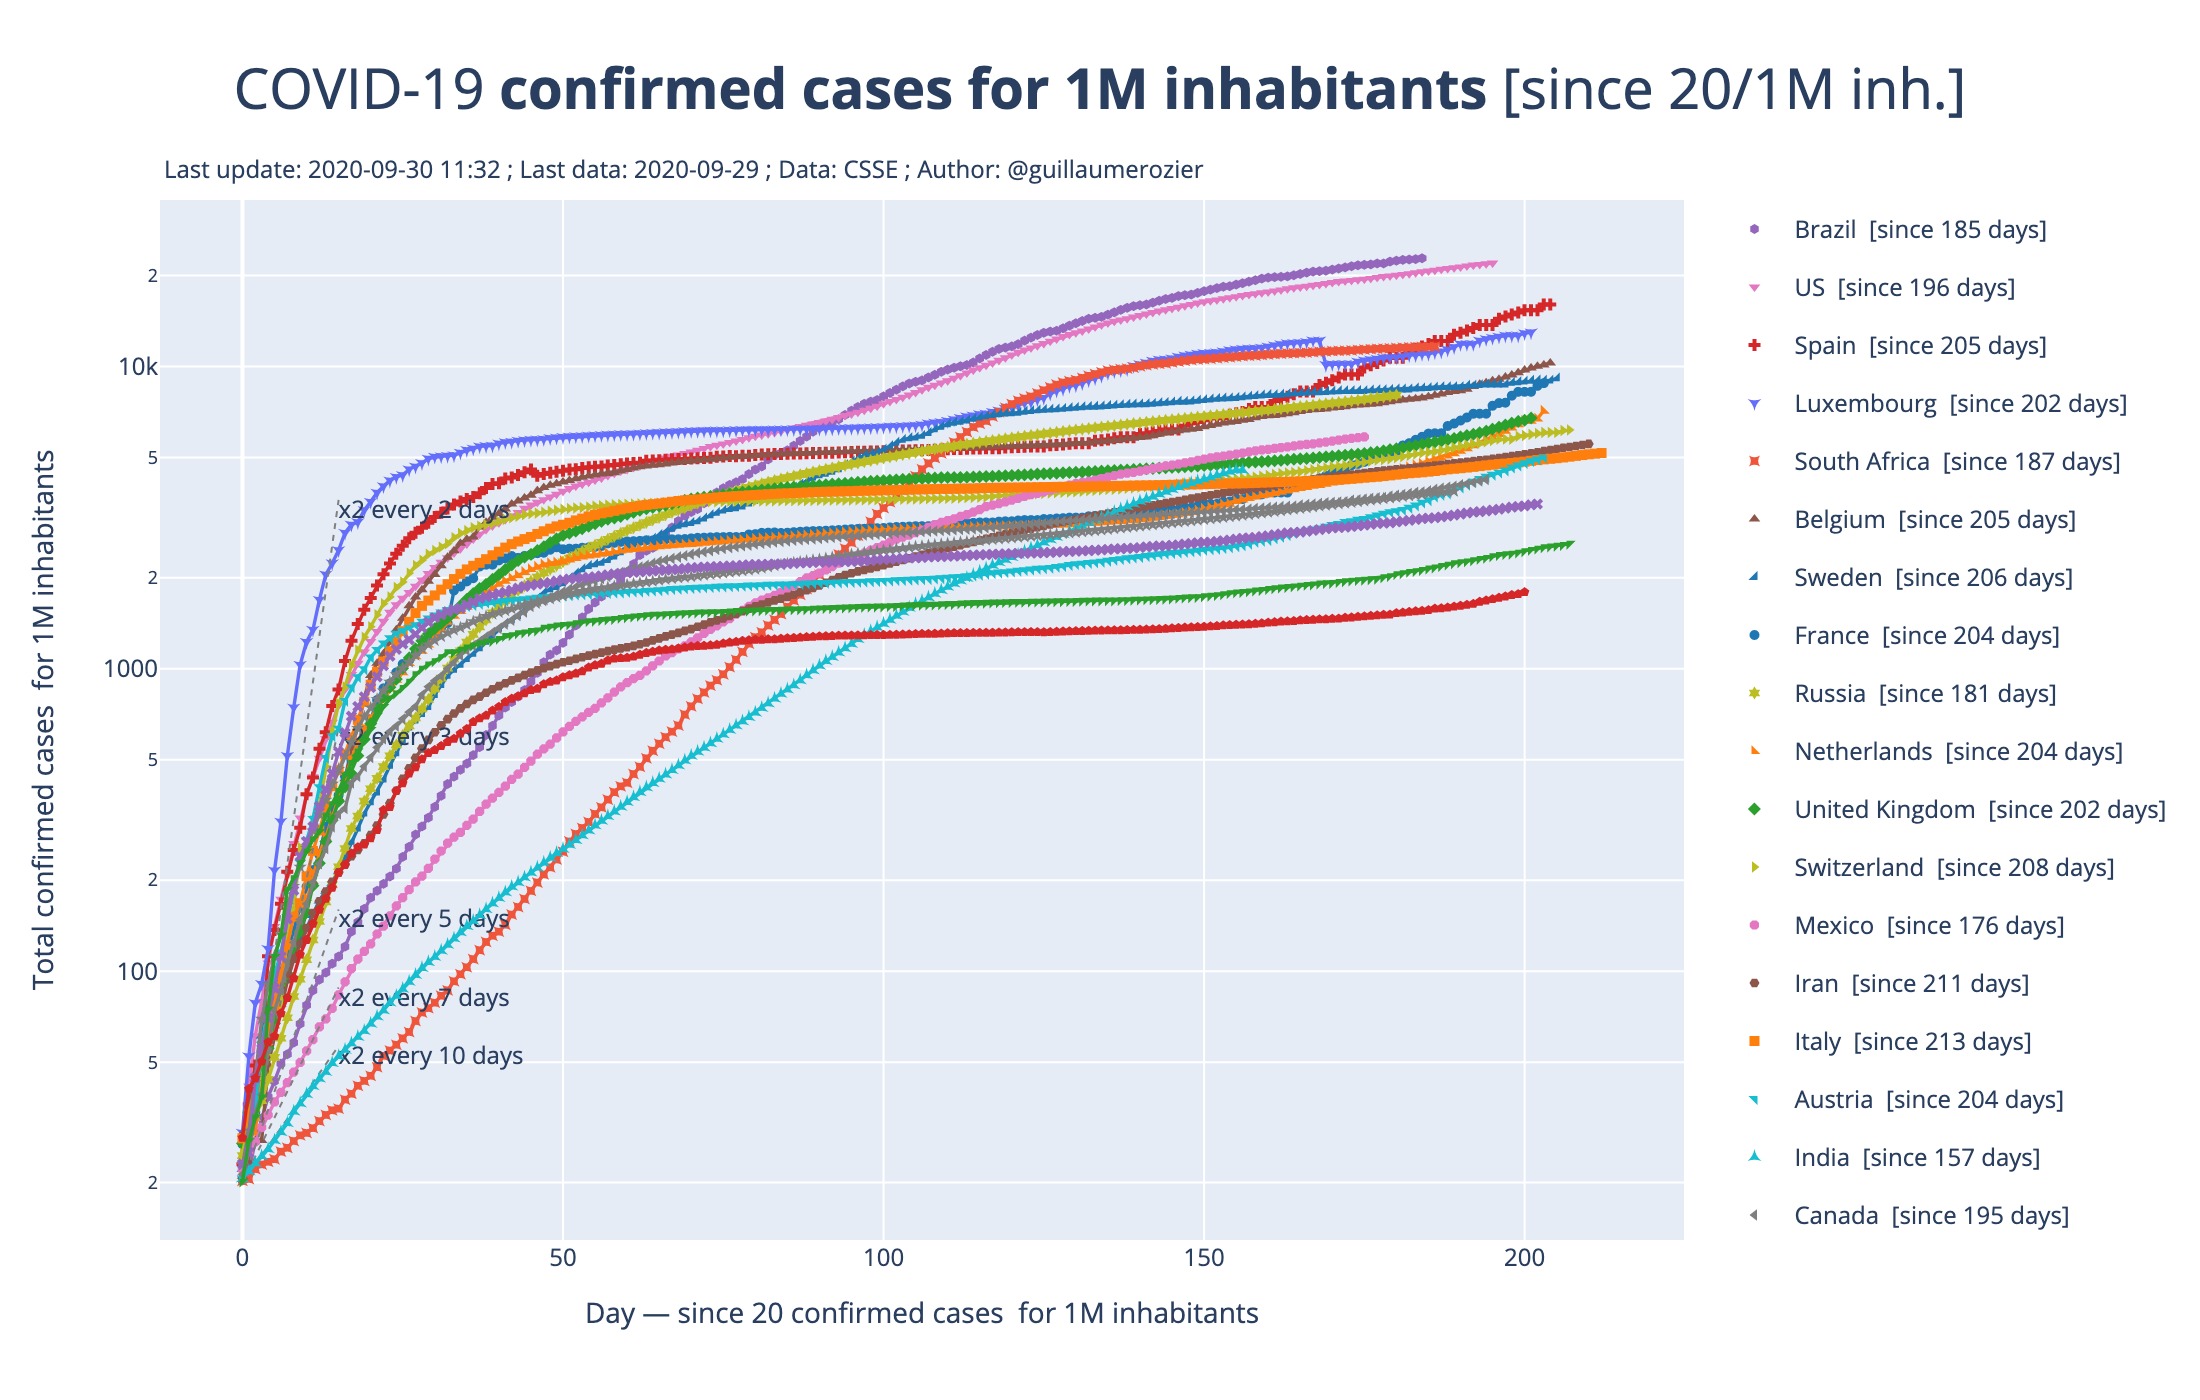 COVID-19 confirmed cases for 1M inhabitants [since 20/1M inh.]
Last update: 2020-09-30 11:32 ; Last data: 2020-09-29 ; Data: CSSE ; Author: @guillaumerozier
Total confirmed cases for 1M inhabitants
2
10k
5
2
1000
5
2
100
5
2
x2 every 2 days
x2 every 3 days
x2 every 5 days
x2 every 7 days
x2 every 10 days
0 50 100 150 200
Day — since 20 confirmed cases for 1M inhabitants
Brazil [since 185 days]
US [since 196 days]
Spain [since 205 days]
Luxembourg [since 202 days]
South Africa [since 187 days]
Belgium [since 205 days]
Sweden [since 206 days]
France [since 204 days]
Russia [since 181 days]
Netherlands [since 204 days]
United Kingdom [since 202 days]
Switzerland [since 208 days]
Mexico [since 176 days]
Iran [since 211 days]
Italy [since 213 days]
Austria [since 204 days]
India [since 157 days]
Canada [since 195 days]